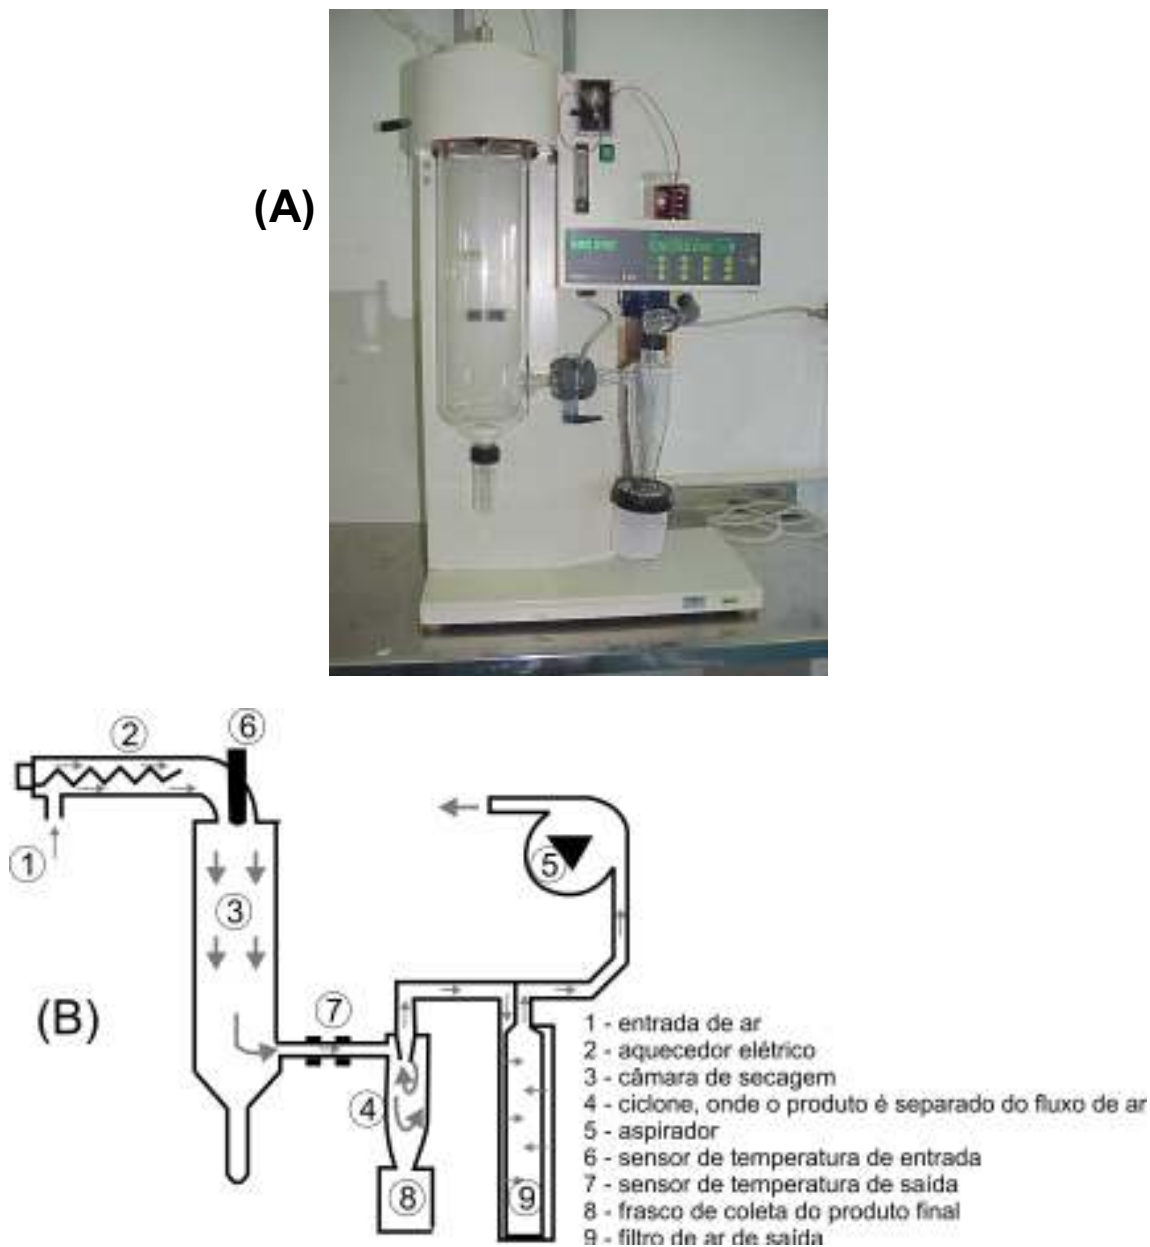 (A)
2
6
1
5
3
(B)
7
4
8
9
1 - entrada de ar
2 - aquecedor elétrico
3 - câmara de secagem
4 - ciclone, onde o produto é separado do fluxo de ar
5 - aspirador
6 - sensor de temperatura de entrada
7 - sensor de temperatura de saída
8 - frasco de coleta do produto final
9 - filtro de ar de saída